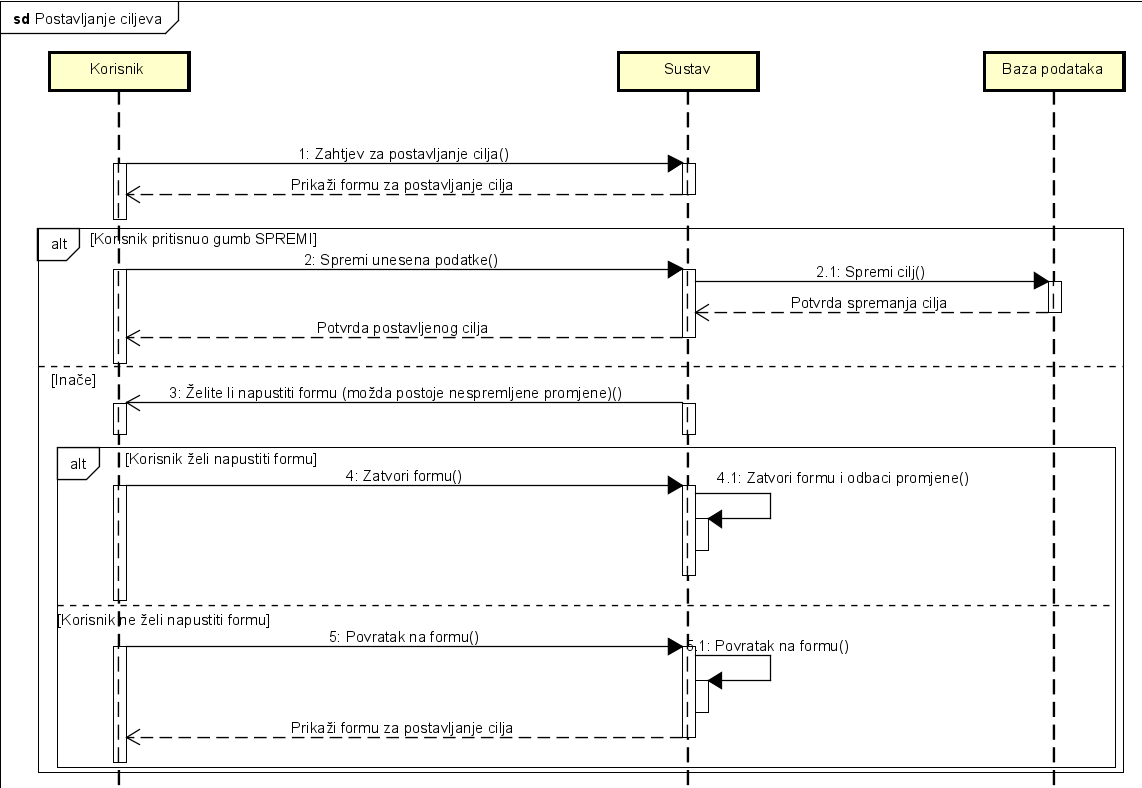 sd Postavljanje ciljeva
Korisnik
Sustav
Baza podataka
1: Zahtjev za postavljanje cilja()
Prikaži formu za postavljanje cilja
alt
[Korisnik pritisnuo gumb SPREMI]
2: Spremi unesena podatke()
2.1: Spremi cilj()
Potvrda spremanja cilja
Potvrda postavljenog cilja
[Inače]
3: Želite li napustiti formu (možda postoje nespremljene promjene)()
alt
[Korisnik želi napustiti formu]
4: Zatvori formu()
4.1: Zatvori formu i odbaci promjene()
[Korisnik ne želi napustiti formu]
5: Povratak na formu()
5.1: Povratak na formu()
Prikaži formu za postavljanje cilja